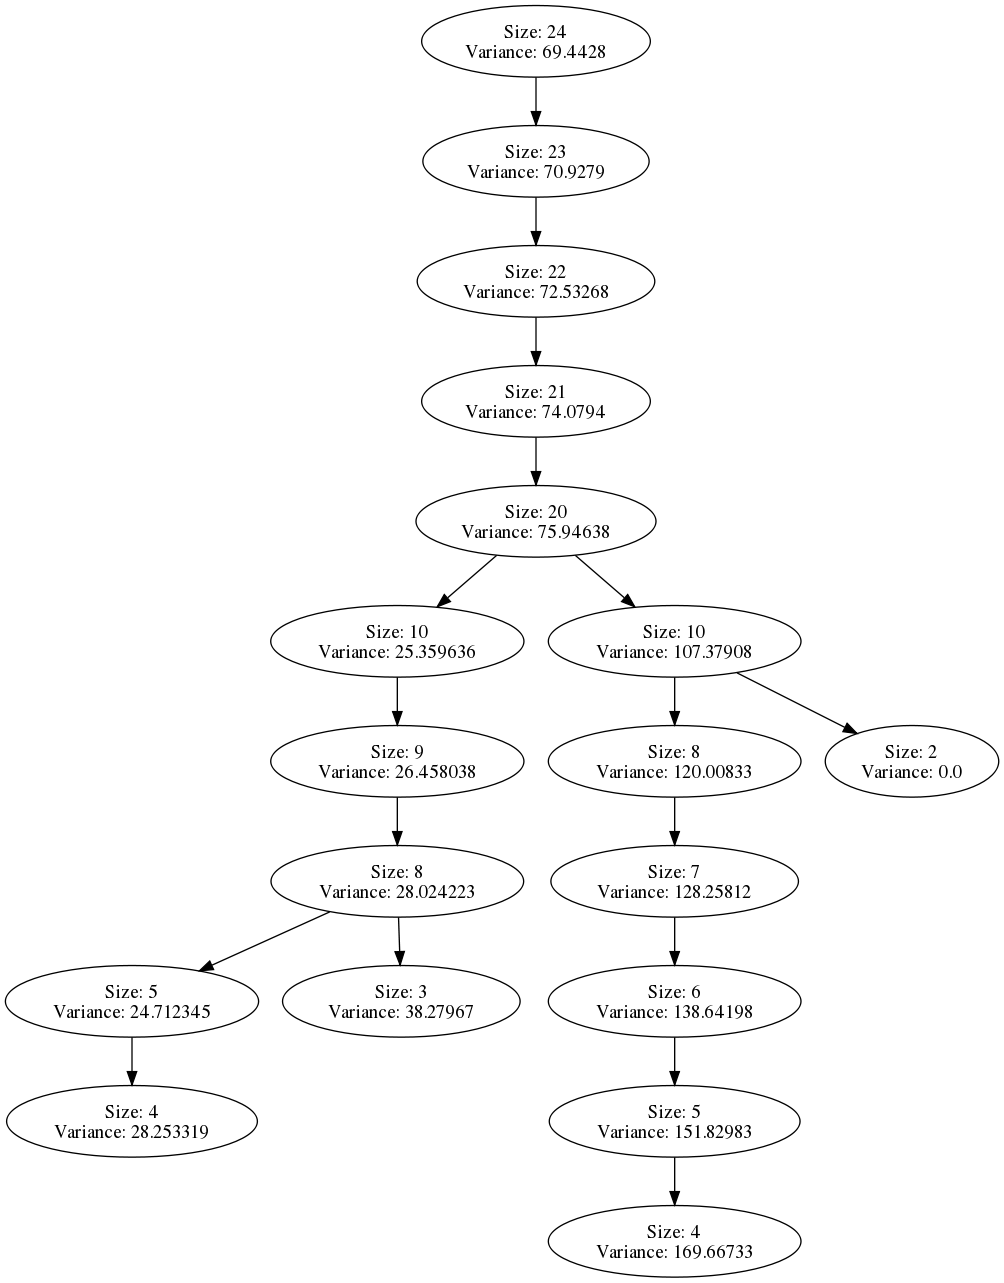 Size: 24
Variance: 69.4428
Size: 23
Variance: 70.9279
Size: 22
Variance: 72.53268
Size: 21
Variance: 74.0794
Size: 20
Variance: 75.94638
Size: 10
Variance: 25.359636
Size: 10
Variance: 107.37908
Size: 9
Variance: 26.458038
Size: 8
Variance: 120.00833
Size: 2
Variance: 0.0
Size: 8
Variance: 28.024223
Size: 7
Variance: 128.25812
Size: 5
Variance: 24.712345
Size: 3
Variance: 38.27967
Size: 6
Variance: 138.64198
Size: 4
Variance: 28.253319
Size: 5
Variance: 151.82983
Size: 4
Variance: 169.66733